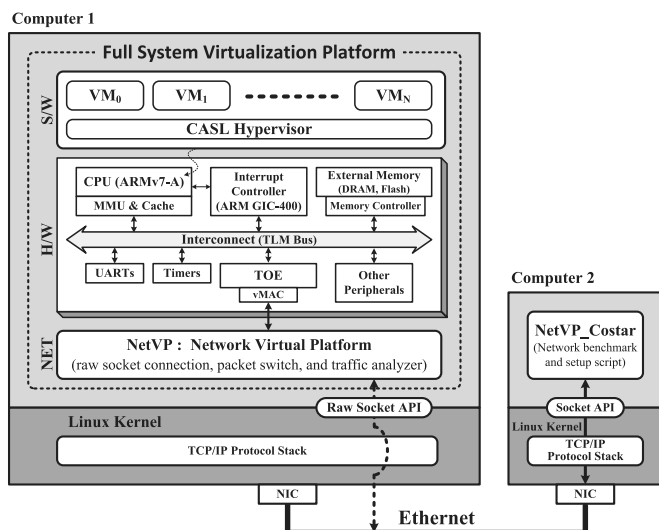 Computer 1
Full System Virtualization Platform
S/W
VM0
VM1
VMN
CASL Hypervisor
H/W
CPU (ARMv7-A)
MMU & Cache
Interrupt
Controller
(ARM GIC-400)
External Memory
(DRAM, Flash)
Memory Controller
Interconnect (TLM Bus)
UARTs
Timers
TOE
vMAC
Other
Peripherals
NET
NetVP : Network Virtual Platform
(raw socket connection, packet switch, and traffic analyzer)
Raw Socket API
Linux Kernel
TCP/IP Protocol Stack
NIC
Ethernet
Computer 2
NetVP_Costar
(Network benchmark
and setup script)
Socket API
Linux Kernel
TCP/IP
Protocol Stack
NIC